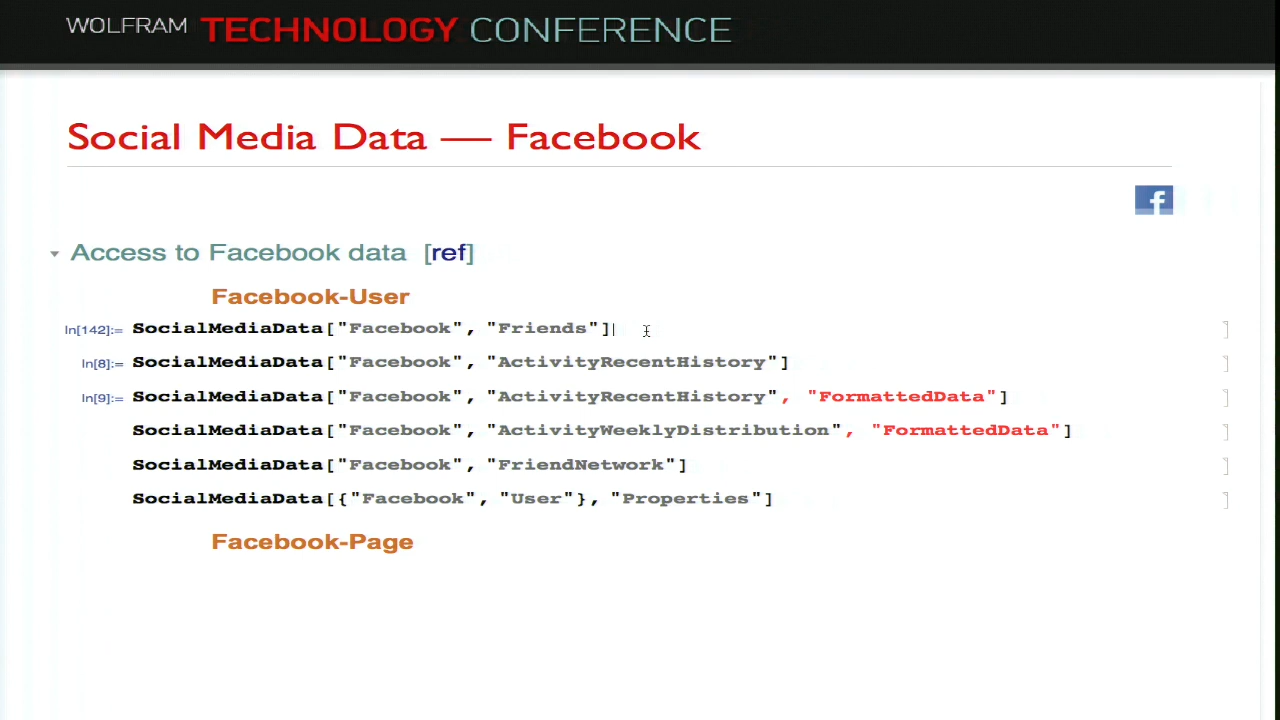 WOLFRAM TECHNOLOGY CONFERENCE
Social Media Data — Facebook
f
Access to Facebook data [ref]
Facebook-User
In[142]:= SocialMediaData["Facebook", "Friends"]
In[8]:= SocialMediaData["Facebook", "ActivityRecentHistory"]
In[9]:= SocialMediaData["Facebook", "ActivityRecentHistory", "FormattedData"]
SocialMediaData["Facebook", "ActivityWeeklyDistribution", "FormattedData"]
SocialMediaData["Facebook", "FriendNetwork"]
SocialMediaData[{"Facebook", "User"}, "Properties"]
Facebook-Page